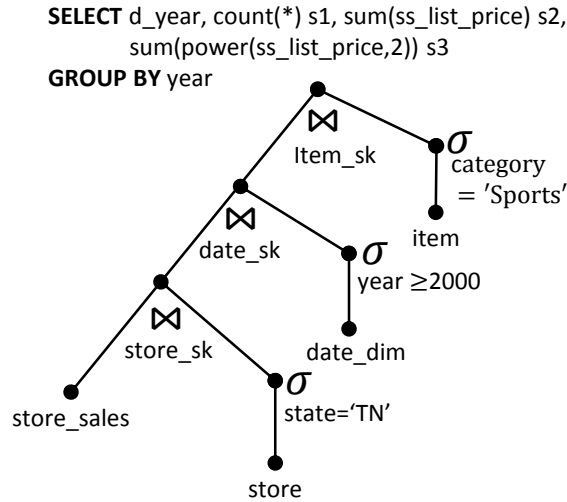 SELECT d_year, count(*) s1, sum(ss_list_price) s2,
sum(power(ss_list_price,2)) s3
GROUP BY year
⋈
Item_sk
σ
category
= 'Sports'
item
⋈
date_sk
σ
year ≥2000
date_dim
⋈
store_sk
σ
state=‘TN’
store_sales
store